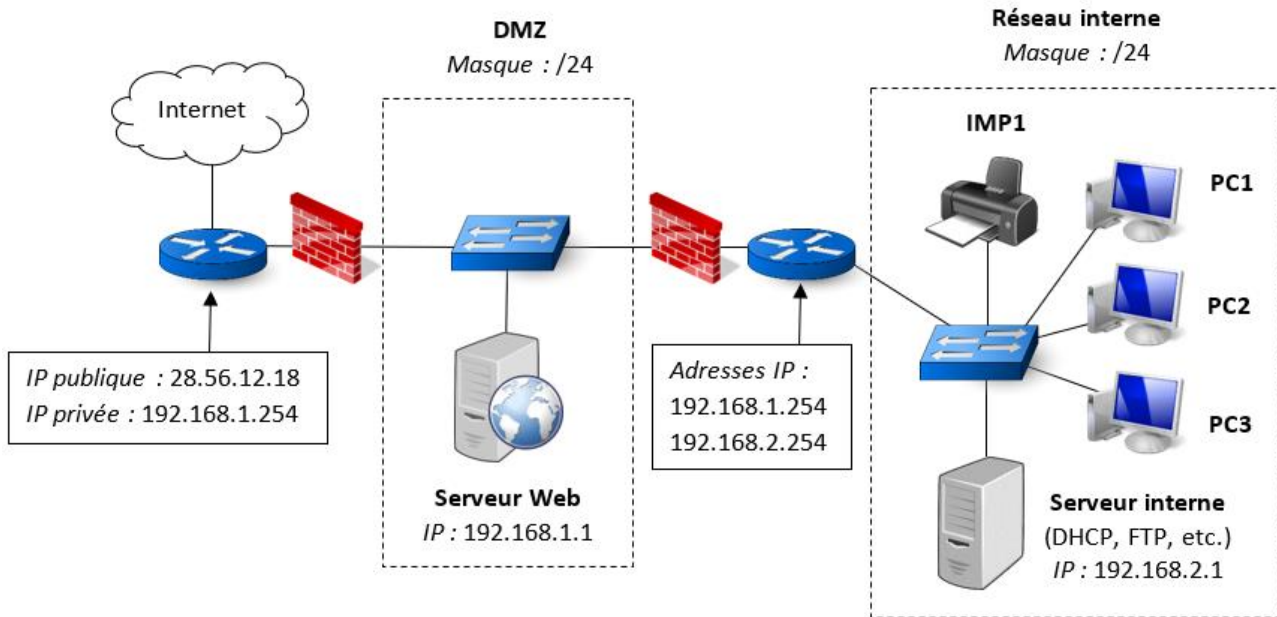 DMZ
Masque : /24
Réseau interne
Masque : /24
Internet
IMP1
PC1
PC2
PC3
IP publique : 28.56.12.18
IP privée : 192.168.1.254
Adresses IP :
192.168.1.254
192.168.2.254
Serveur Web
IP : 192.168.1.1
Serveur interne
(DHCP, FTP, etc.)
IP : 192.168.2.1